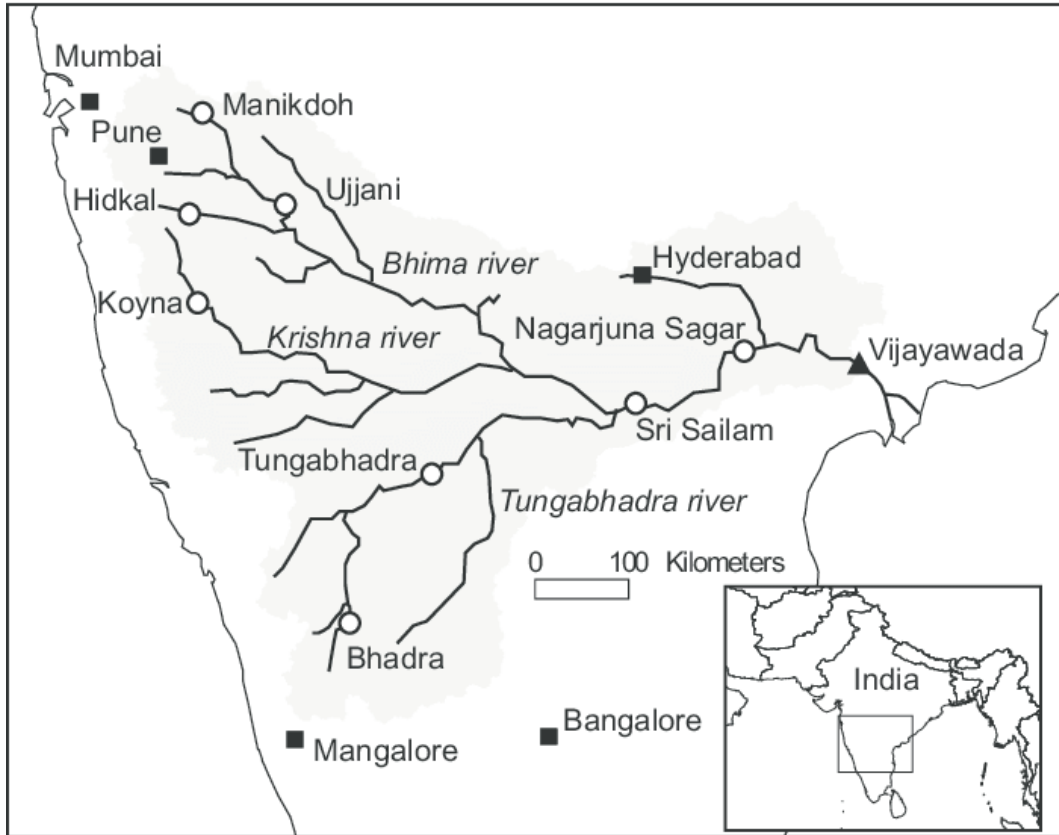 Mumbai
Manikdoh
Pune
Ujjani
Hidkal
Bhima river
Hyderabad
Koyna
Krishna river
Nagarjuna Sagar
Vijayawada
Sri Sailam
Tungabhadra
Tungabhadra river
0 100 Kilometers
Bhadra
India
Mangalore
Bangalore